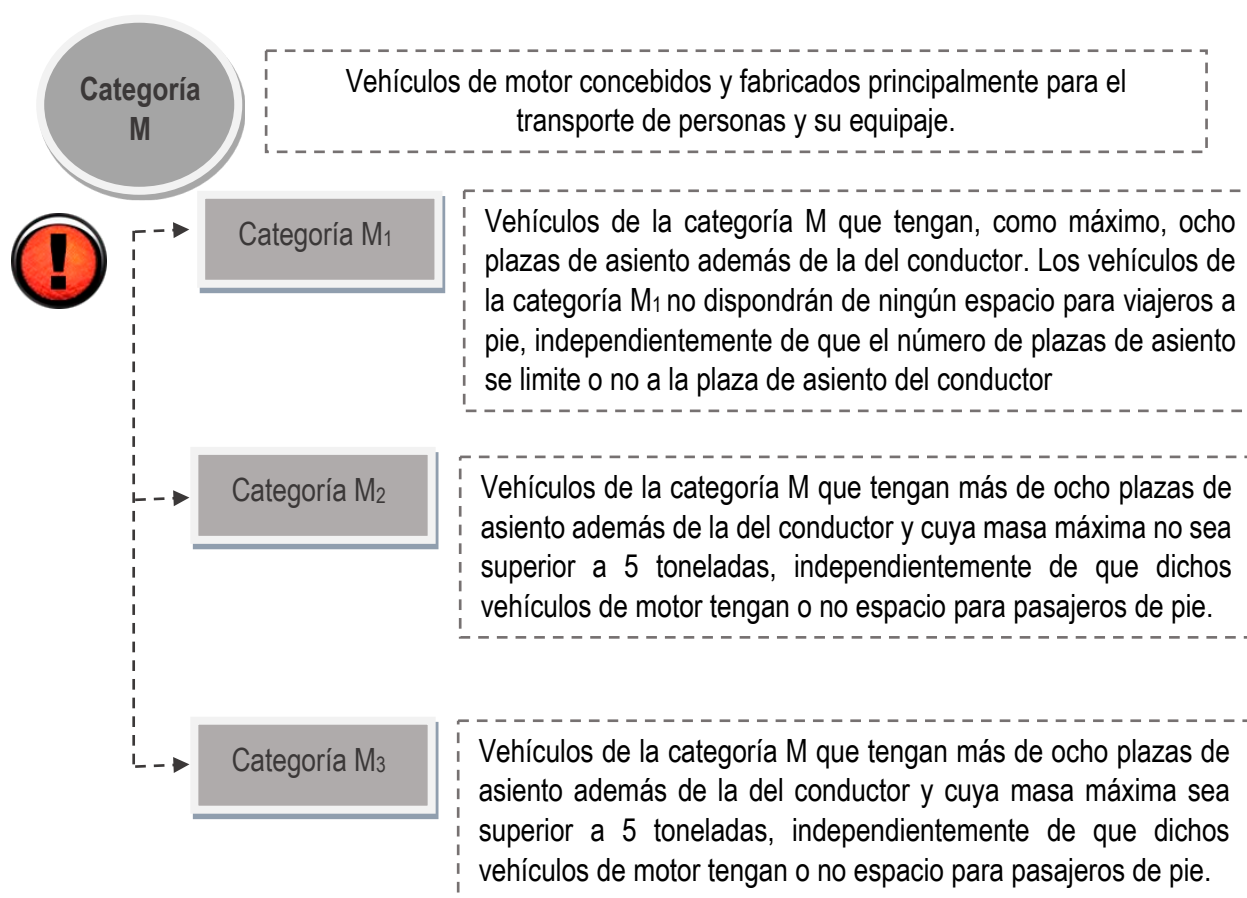 Categoría
M
Vehículos de motor concebidos y fabricados principalmente para el
transporte de personas y su equipaje.
Categoría M1
Vehículos de la categoría M que tengan, como máximo, ocho
plazas de asiento además de la del conductor. Los vehículos de
la categoría M1 no dispondrán de ningún espacio para viajeros a
pie, independientemente de que el número de plazas de asiento
se limite o no a la plaza de asiento del conductor
Categoría M2
Vehículos de la categoría M que tengan más de ocho plazas de
asiento además de la del conductor y cuya masa máxima no sea
superior a 5 toneladas, independientemente de que dichos
vehículos de motor tengan o no espacio para pasajeros de pie.
Categoría M3
Vehículos de la categoría M que tengan más de ocho plazas de
asiento además de la del conductor y cuya masa máxima sea
superior a 5 toneladas, independientemente de que dichos
vehículos de motor tengan o no espacio para pasajeros de pie.